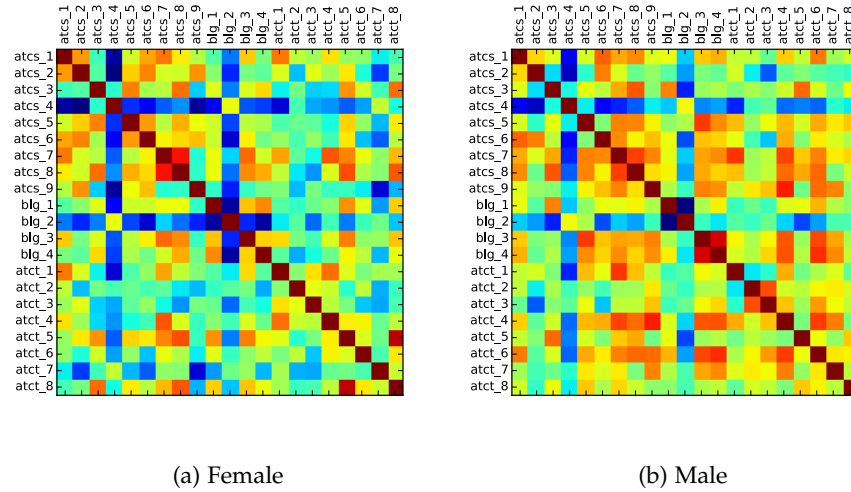 atcs_1 atcs_2 atcs_3 atcs_4 atcs_5 atcs_6 atcs_7 atcs_8 atcs_9 blg_1 blg_2 blg_3 blg_4 atct_1 atct_2 atct_3 atct_4 atct_5 atct_6 atct_7 atct_8
atcs_1
atcs_2
atcs_3
atcs_4
atcs_5
atcs_6
atcs_7
atcs_8
atcs_9
blg_1
blg_2
blg_3
blg_4
atct_1
atct_2
atct_3
atct_4
atct_5
atct_6
atct_7
atct_8
(a) Female
atcs_1 atcs_2 atcs_3 atcs_4 atcs_5 atcs_6 atcs_7 atcs_8 atcs_9 blg_1 blg_2 blg_3 blg_4 atct_1 atct_2 atct_3 atct_4 atct_5 atct_6 atct_7 atct_8
atcs_1
atcs_2
atcs_3
atcs_4
atcs_5
atcs_6
atcs_7
atcs_8
atcs_9
blg_1
blg_2
blg_3
blg_4
atct_1
atct_2
atct_3
atct_4
atct_5
atct_6
atct_7
atct_8
(b) Male